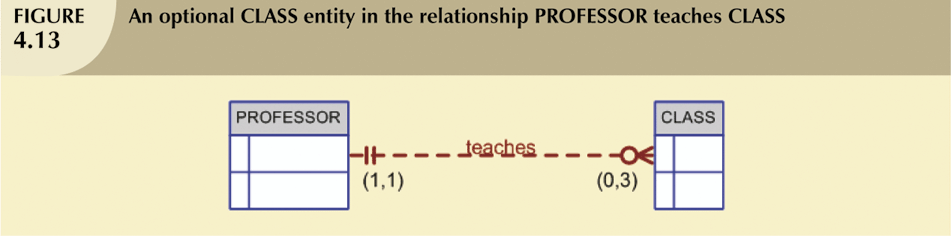 FIGURE
4.13
An optional CLASS entity in the relationship PROFESSOR teaches CLASS
PROFESSOR
teaches
CLASS
(1,1)
(0,3)